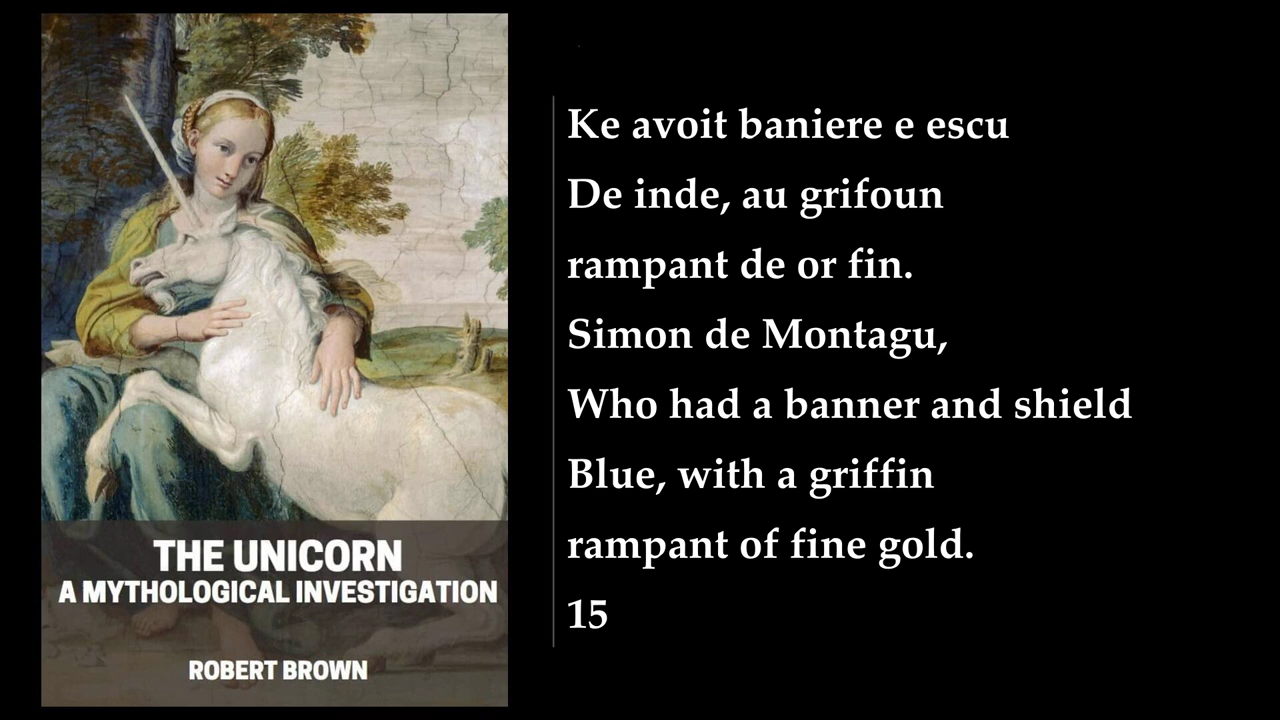 THE UNICORN
A MYTHOLOGICAL INVESTIGATION
ROBERT BROWN
Ke avoit baniere e escu
De inde, au grifoun
rampant de or fin.
Simon de Montagu,
Who had a banner and shield
Blue, with a griffin
rampant of fine gold.
15